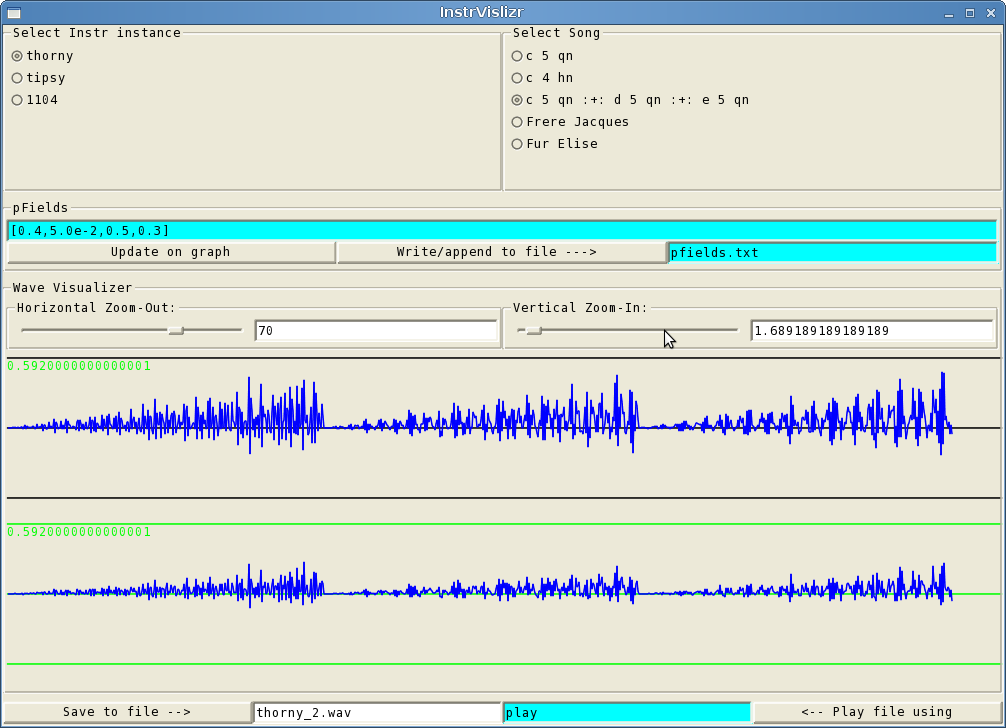 InstrVislizr
Select Instr instance
thorny
tipsy
1104
Select Song
c 5 qn
c 4 hn
c 5 qn :+: d 5 qn :+: e 5 qn
Frere Jacques
Fur Elise
pFields
[0.4,5.0e-2,0.5,0.3]
Update on graph
Write/append to file --->
pfields.txt
Wave Visualizer
Horizontal Zoom-Out:
70
Vertical Zoom-In:
1.689189189189189
0.5920000000000001
0.5920000000000001
Save to file -->
thorny_2.wav
play
<-- Play file using